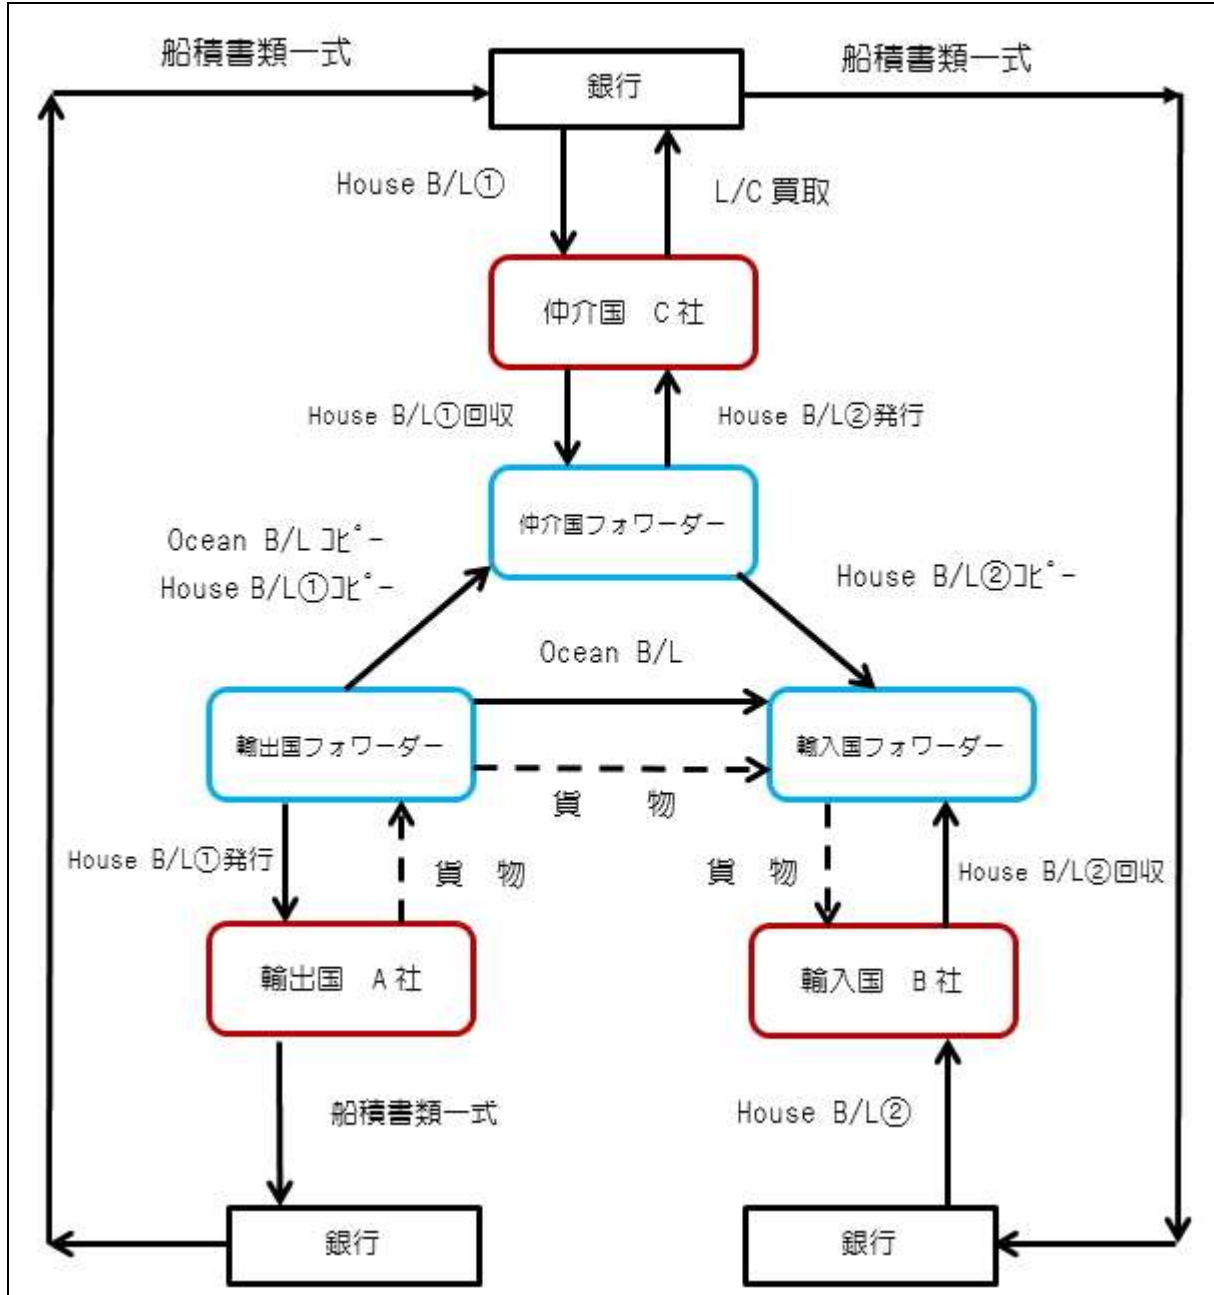 船積書類一式
銀行
船積書類一式
House B/L①
L/C 買取
仲介国 C 社
House B/L①回収
House B/L②発行
仲介国フォワーダー
Ocean B/L ｺﾋﾟｰ
House B/L①ｺﾋﾟｰ
House B/L②ｺﾋﾟｰ
Ocean B/L
輸出国フォワーダー
輸入国フォワーダー
貨 物
House B/L①発行
貨 物
貨 物
House B/L②回収
輸出国 A 社
輸入国 B 社
船積書類一式
House B/L②
銀行
銀行